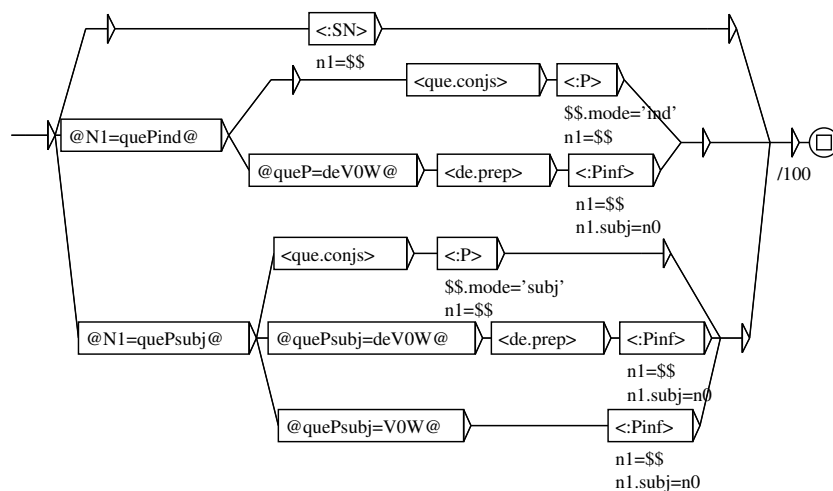 <:SN>
n1=$$
<que.conjs> <:P>
$$.mode='ind'
n1=$$
@N1=quePind@
@queP=deV0W@ <de.prep> <:Pinf>
n1=$$
n1.subj=n0
/100
<que.conjs> <:P>
$$.mode='subj'
n1=$$
@N1=quePsubj@ @quePsubj=deV0W@ <de.prep> <:Pinf>
n1=$$
n1.subj=n0
@quePsubj=V0W@ <:Pinf>
n1=$$
n1.subj=n0